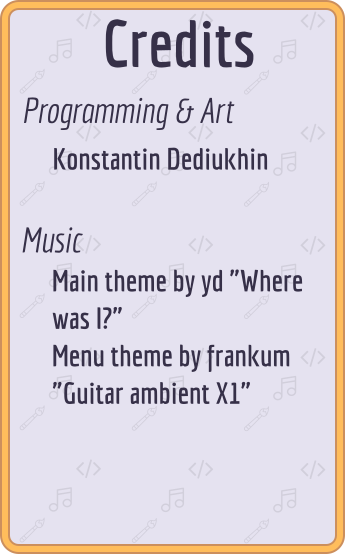 Credits
Programming & Art
Konstantin Dediukhin
Music
Main theme by yd "Where
was I?"
Menu theme by frankum
"Guitar ambient X1"